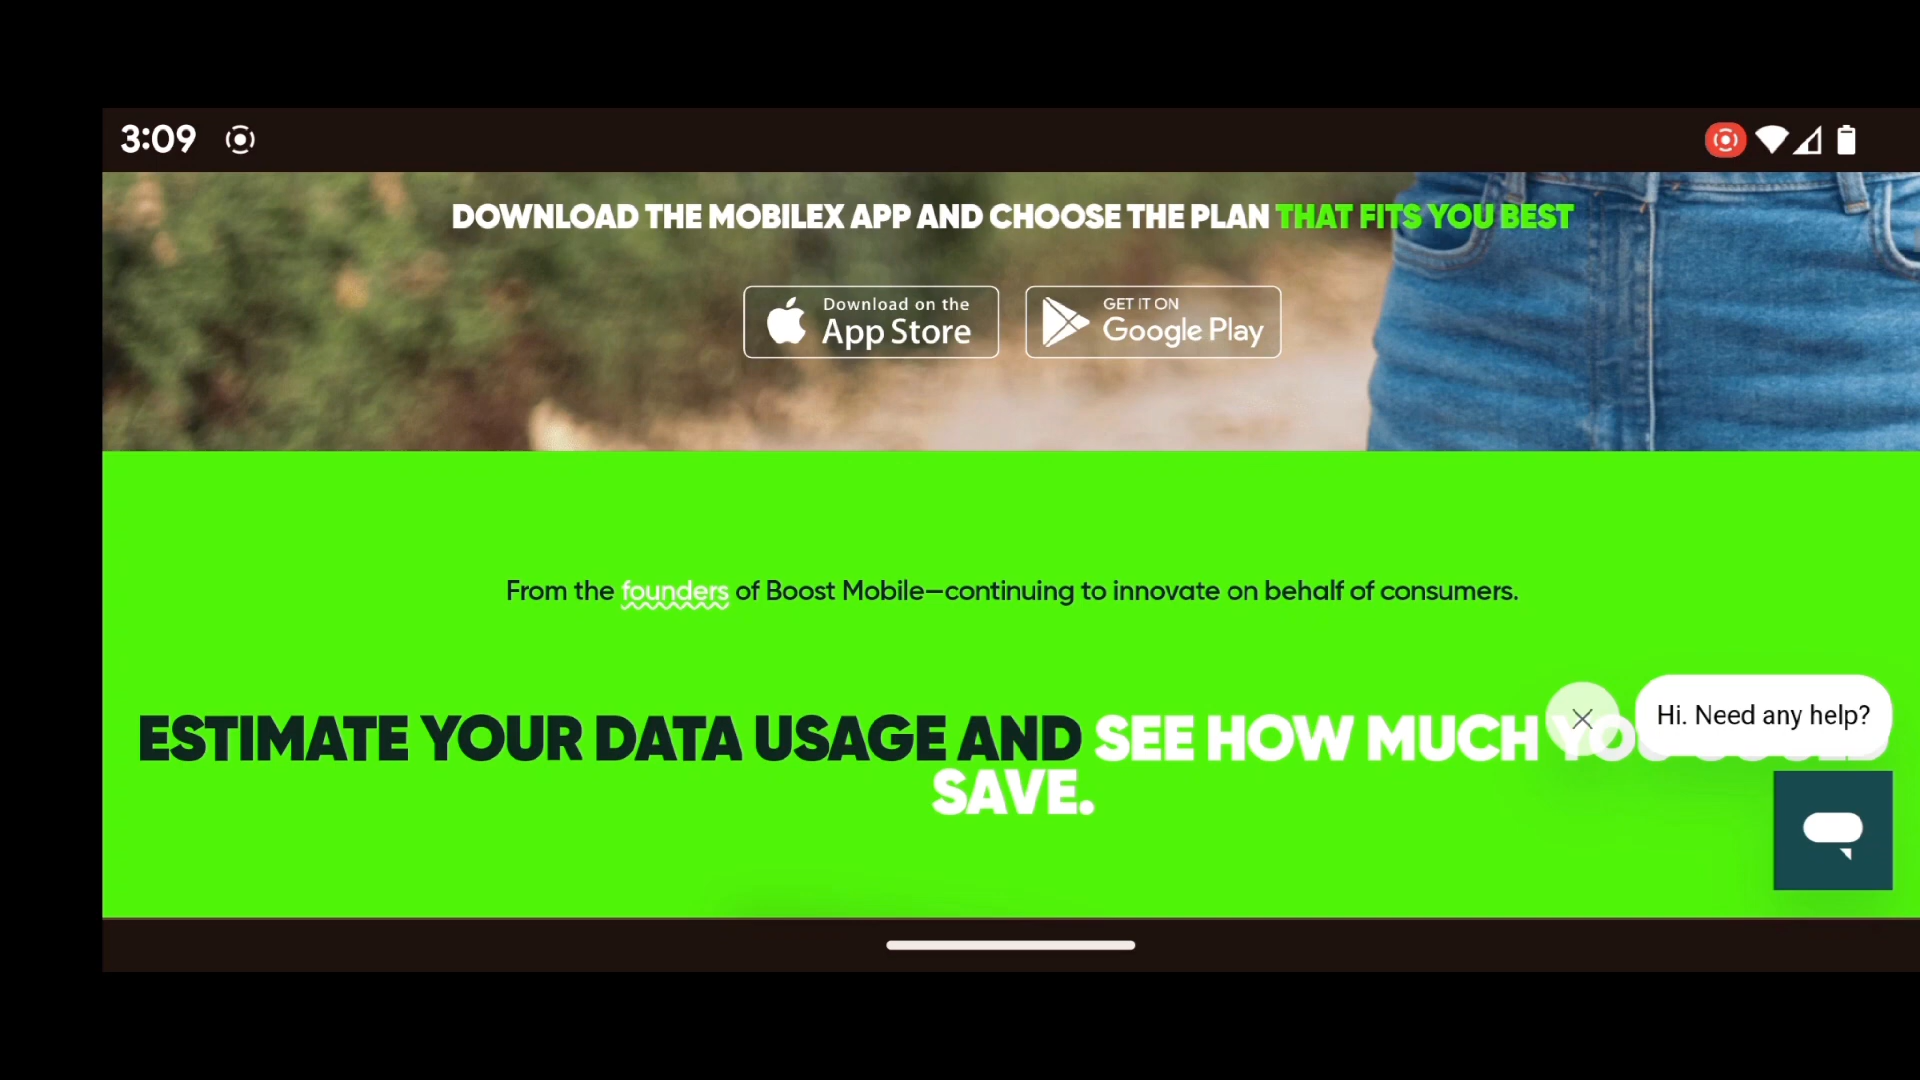 3:09
DOWNLOAD THE MOBILEX APP AND CHOOSE THE PLAN THAT FITS YOU BEST
Download on the
App Store
GET IT ON
Google Play
From the founders of Boost Mobile—continuing to innovate on behalf of consumers.
ESTIMATE YOUR DATA USAGE AND SEE HOW MUCH
SAVE.
Hi. Need any help?